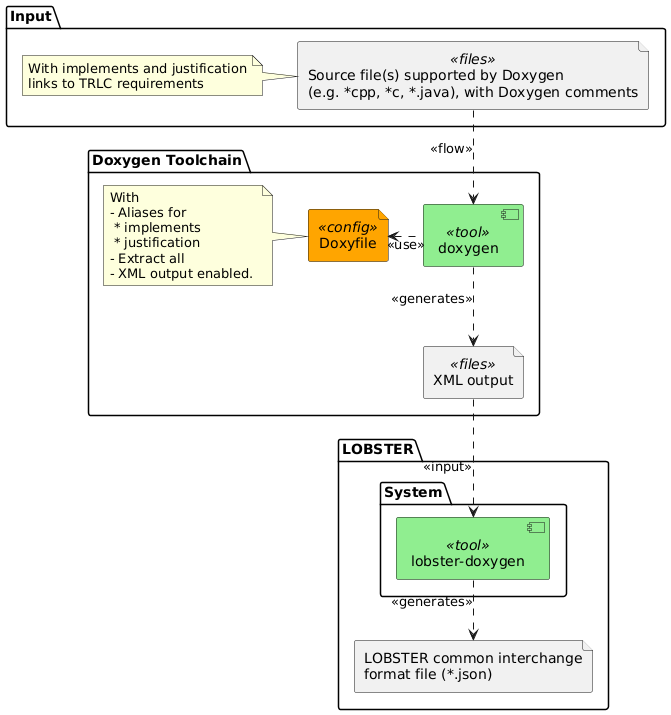 Input
With implements and justification
links to TRLC requirements
«files»
Source file(s) supported by Doxygen
(e.g. *cpp, *c, *.java), with Doxygen comments
«flow»
Doxygen Toolchain
With
- Aliases for
* implements
* justification
- Extract all
- XML output enabled.
«config»
Doxyfile
«use»
«tool»
doxygen
«generates»
«files»
XML output
LOBSTER
«input»
System
«tool»
lobster-doxygen
«generates»
LOBSTER common interchange
format file (*.json)